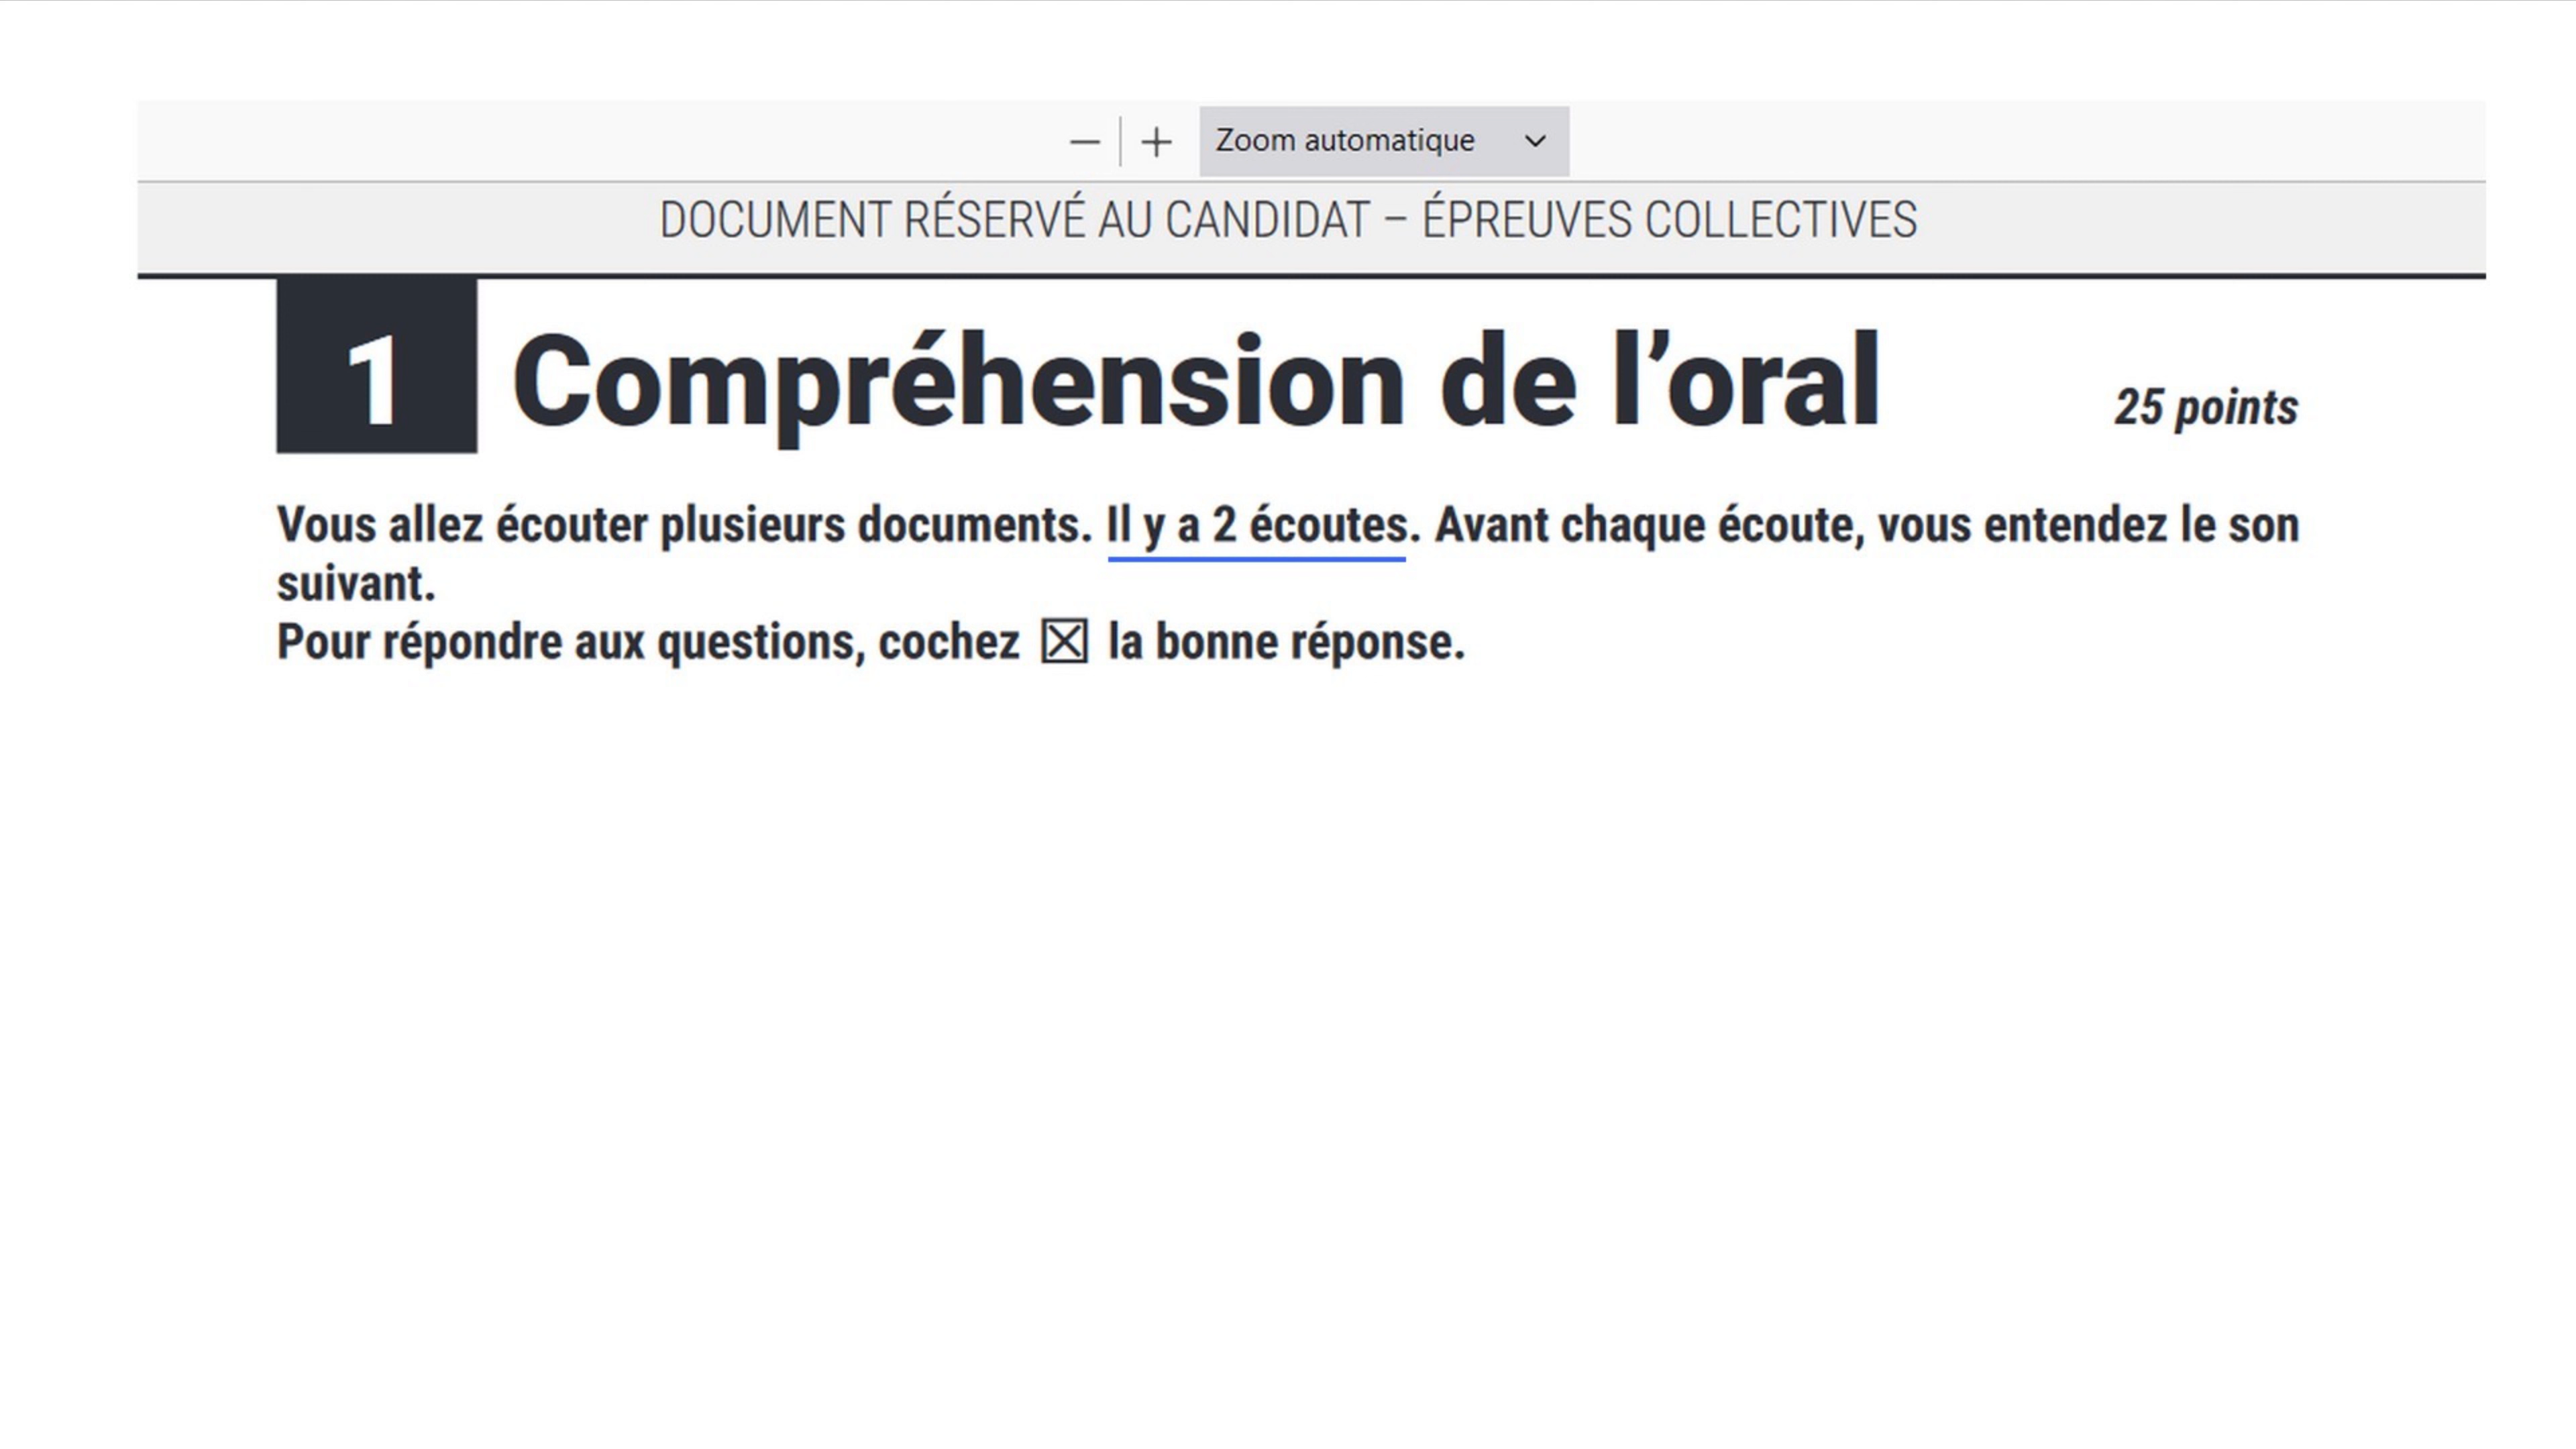 Zoom automatique
DOCUMENT RÉSERVÉ AU CANDIDAT – ÉPREUVES COLLECTIVES
1 Compréhension de l’oral 25 points
Vous allez écouter plusieurs documents. Il y a 2 écoutes. Avant chaque écoute, vous entendez le son
suivant.
Pour répondre aux questions, cochez ☒ la bonne réponse.